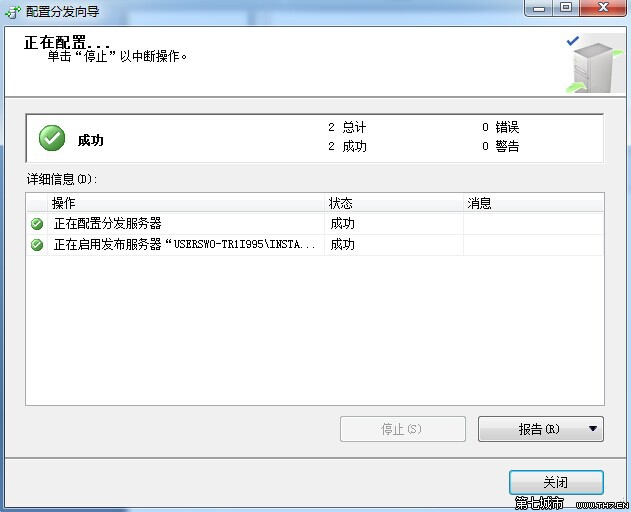 配置分发向导
正在配置...
单击“停止”以中断操作。
成功
2 总计
0 错误
2 成功
0 警告
详细信息(D):
操作 状态 消息
正在配置分发服务器 成功
正在启用发布服务器“USERSWO-TR1I995\INSTA... 成功
停止(S)
报告(R)
关闭
第七城市 WWW.TH7.CN